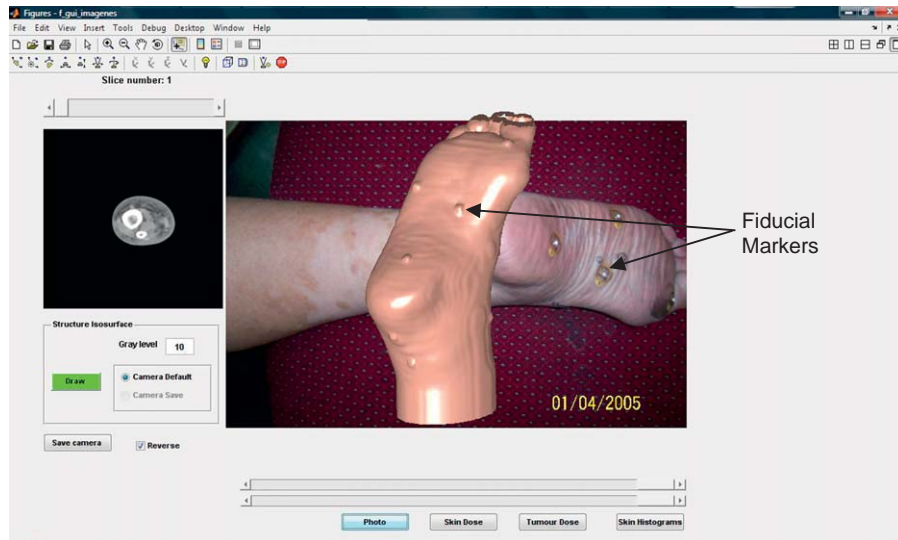 Figures - f_gui_imagenes
File Edit View Insert Tools Debug Desktop Window Help
Slice number: 1
Fiducial
Markers
Structure Isosurface
Gray level 10
Draw
Camera Default
Camera Save
01/04/2005
Save camera
Reverse
Photo
Skin Dose
Tumour Dose
Skin Histograms